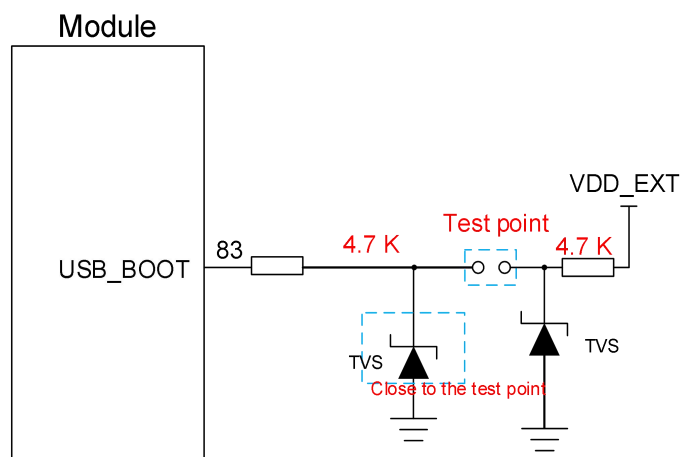 Module
VDD_EXT
Test point
83
4.7 K
4.7 K
USB_BOOT
TVS
TVS
Close to the test point